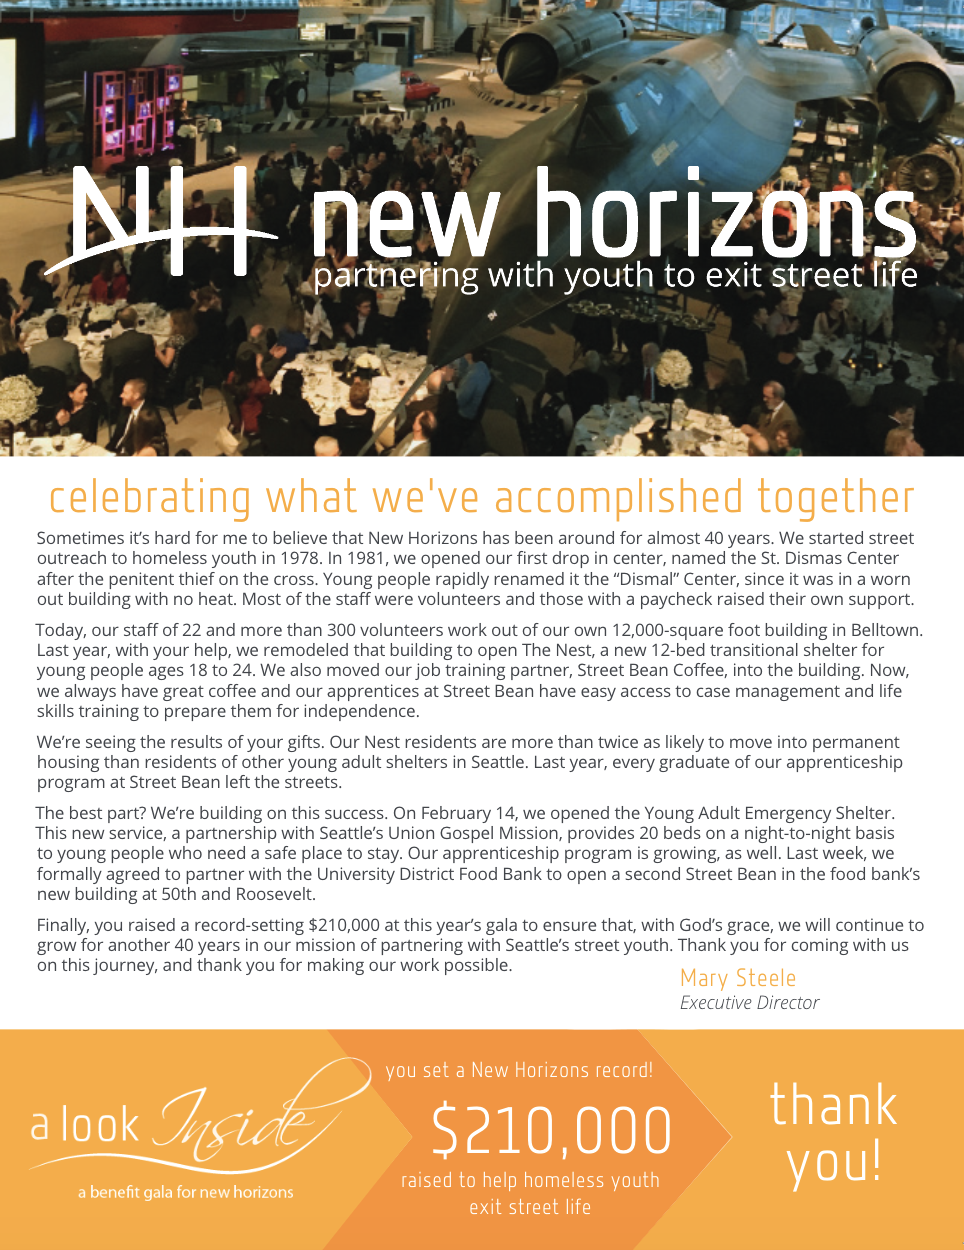 NH new horizons
partnering with youth to exit street life
celebrating what we've accomplished together
Sometimes it’s hard for me to believe that New Horizons has been around for almost 40 years. We started street
outreach to homeless youth in 1978. In 1981, we opened our first drop in center, named the St. Dismas Center
after the penitent thief on the cross. Young people rapidly renamed it the “Dismal” Center, since it was in a worn
out building with no heat. Most of the staff were volunteers and those with a paycheck raised their own support.
Today, our staff of 22 and more than 300 volunteers work out of our own 12,000-square foot building in Belltown.
Last year, with your help, we remodeled that building to open The Nest, a new 12-bed transitional shelter for
young people ages 18 to 24. We also moved our job training partner, Street Bean Coffee, into the building. Now,
we always have great coffee and our apprentices at Street Bean have easy access to case management and life
skills training to prepare them for independence.
We’re seeing the results of your gifts. Our Nest residents are more than twice as likely to move into permanent
housing than residents of other young adult shelters in Seattle. Last year, every graduate of our apprenticeship
program at Street Bean left the streets.
The best part? We’re building on this success. On February 14, we opened the Young Adult Emergency Shelter.
This new service, a partnership with Seattle’s Union Gospel Mission, provides 20 beds on a night-to-night basis
to young people who need a safe place to stay. Our apprenticeship program is growing, as well. Last week, we
formally agreed to partner with the University District Food Bank to open a second Street Bean in the food bank’s
new building at 50th and Roosevelt.
Finally, you raised a record-setting $210,000 at this year’s gala to ensure that, with God’s grace, we will continue to
grow for another 40 years in our mission of partnering with Seattle’s street youth. Thank you for coming with us
on this journey, and thank you for making our work possible.
Mary Steele
Executive Director
a look Inside
a benefit gala for new horizons
you set a New Horizons record!
$210,000
raised to help homeless youth
exit street life
thank
you!